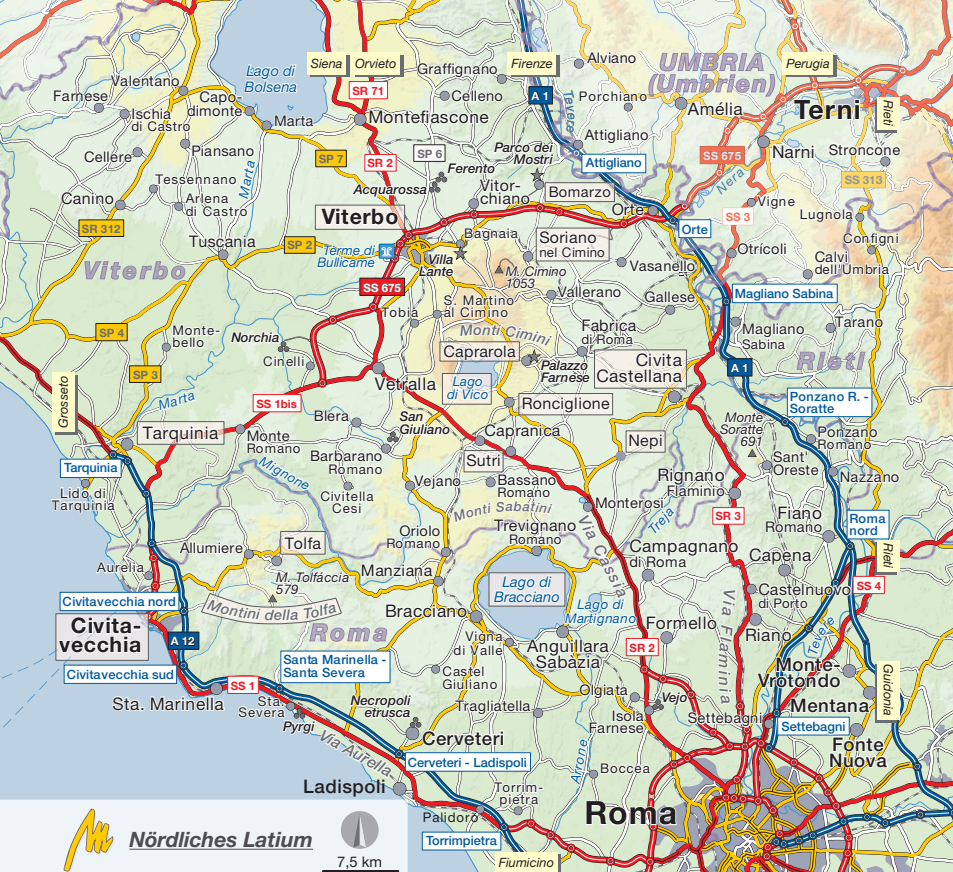 Siena
Orvieto
Firenze
Perugia
UMBRIA
(Umbrien)
Alviano
Graffignano
Lago di
Bolsena
Valentano
Farnese
Capo-
dimonte
SR 71
Celleno
A 1
Tevere
Porchiano
Amélia
Terni
Rieti
Ischia
di Castro
Marta
Montefiascone
Attigliano
SP 7
SR 2
SP 6
Parco dei
Mostri
Attigliano
SS 675
Narni
Stroncone
Cellere
Piansano
Ferento
Tessennano
Marta
Acquarossa
Vitor-
chiano
Bomarzo
Nera
SS 313
Canino
Arlena
di Castro
Viterbo
Orte
Vigne
SS 3
Lugnola
SR 312
Orte
Tuscania
SP 2
Terme di
Bullicame
Bagnaia
Villa
Lante
Soriano
nel Cimino
Otrícoli
Configni
Viterbo
M. Cimino
1053
Vasanello
Calvi
dell'Umbria
SS 675
Vallerano
Gallese
Magliano Sabina
S. Martino
al Cimino
Tobia
SP 4
Monte-
bello
Norchia
Monti Cimini
Fabrica
di Roma
Magliano
Sabina
Tarano
Cinelli
Caprarola
Palazzo
Farnese
Civita
Castellana
Rieti
A 1
SP 3
Vetralla
Lago
di Vico
Grosseto
Marta
SS 1bis
Ronciglione
Ponzano R. -
Soratte
Blera
San
Giuliano
Monte
Soratte
691
Tarquinia
Monte
Romano
Capranica
Nepi
Ponzano
Romano
Barbarano
Romano
Sutri
Sant'
Oreste
Tarquinia
Mignone
Nazzano
Lido di
Tarquinia
Civitella
Cesi
Vejano
Bassano
Romano
Rignano
Flaminio
Monterosi
Monti Sabatini
Treja
SR 3
Fiano
Romano
Roma
nord
Oriolo
Romano
Trevignano
Romano
Via Cassia
Allumiere
Tolfa
Campagnano
di Roma
Capena
Rieti
Aurelia
Manziana
M. Tolfáccia
579
Lago di
Bracciano
Castelnuovo
di Porto
SS 4
Civitavecchia nord
Montini della Tolfa
Bracciano
Lago di
Martignano
Via Flaminia
Civita-
vecchia
Roma
Vigna
di Valle
Formello
Riano
Tevere
A 12
Anguillara
Sabazia
SR 2
Civitavecchia sud
Santa Marinella -
Santa Severa
Castel
Giuliano
Monte-
Vrotondo
Guidonia
SS 1
Olgiata
Vejo
Sta. Marinella
Sta.
Severa
Necropoli
etrusca
Tragliatella
Isola
Farnese
Settebagni
Mentana
Pyrgi
Settebagni
Via Aurelia
Cerveteri
Arrone
Fonte
Nuova
Cerveteri - Ladispoli
Boccea
Ladispoli
Torrim-
pietra
Roma
Palidoro
Nördliches Latium
Torrimpietra
7,5 km
Fiumicino